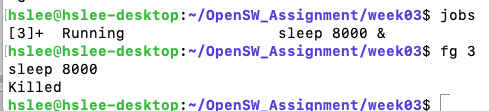 hslee@hslee-desktop:~/OpenSW_Assignment/week03$ jobs
[3]+  Running                 sleep 8000 &
hslee@hslee-desktop:~/OpenSW_Assignment/week03$ fg 3
sleep 8000
Killed
hslee@hslee-desktop:~/OpenSW_Assignment/week03$